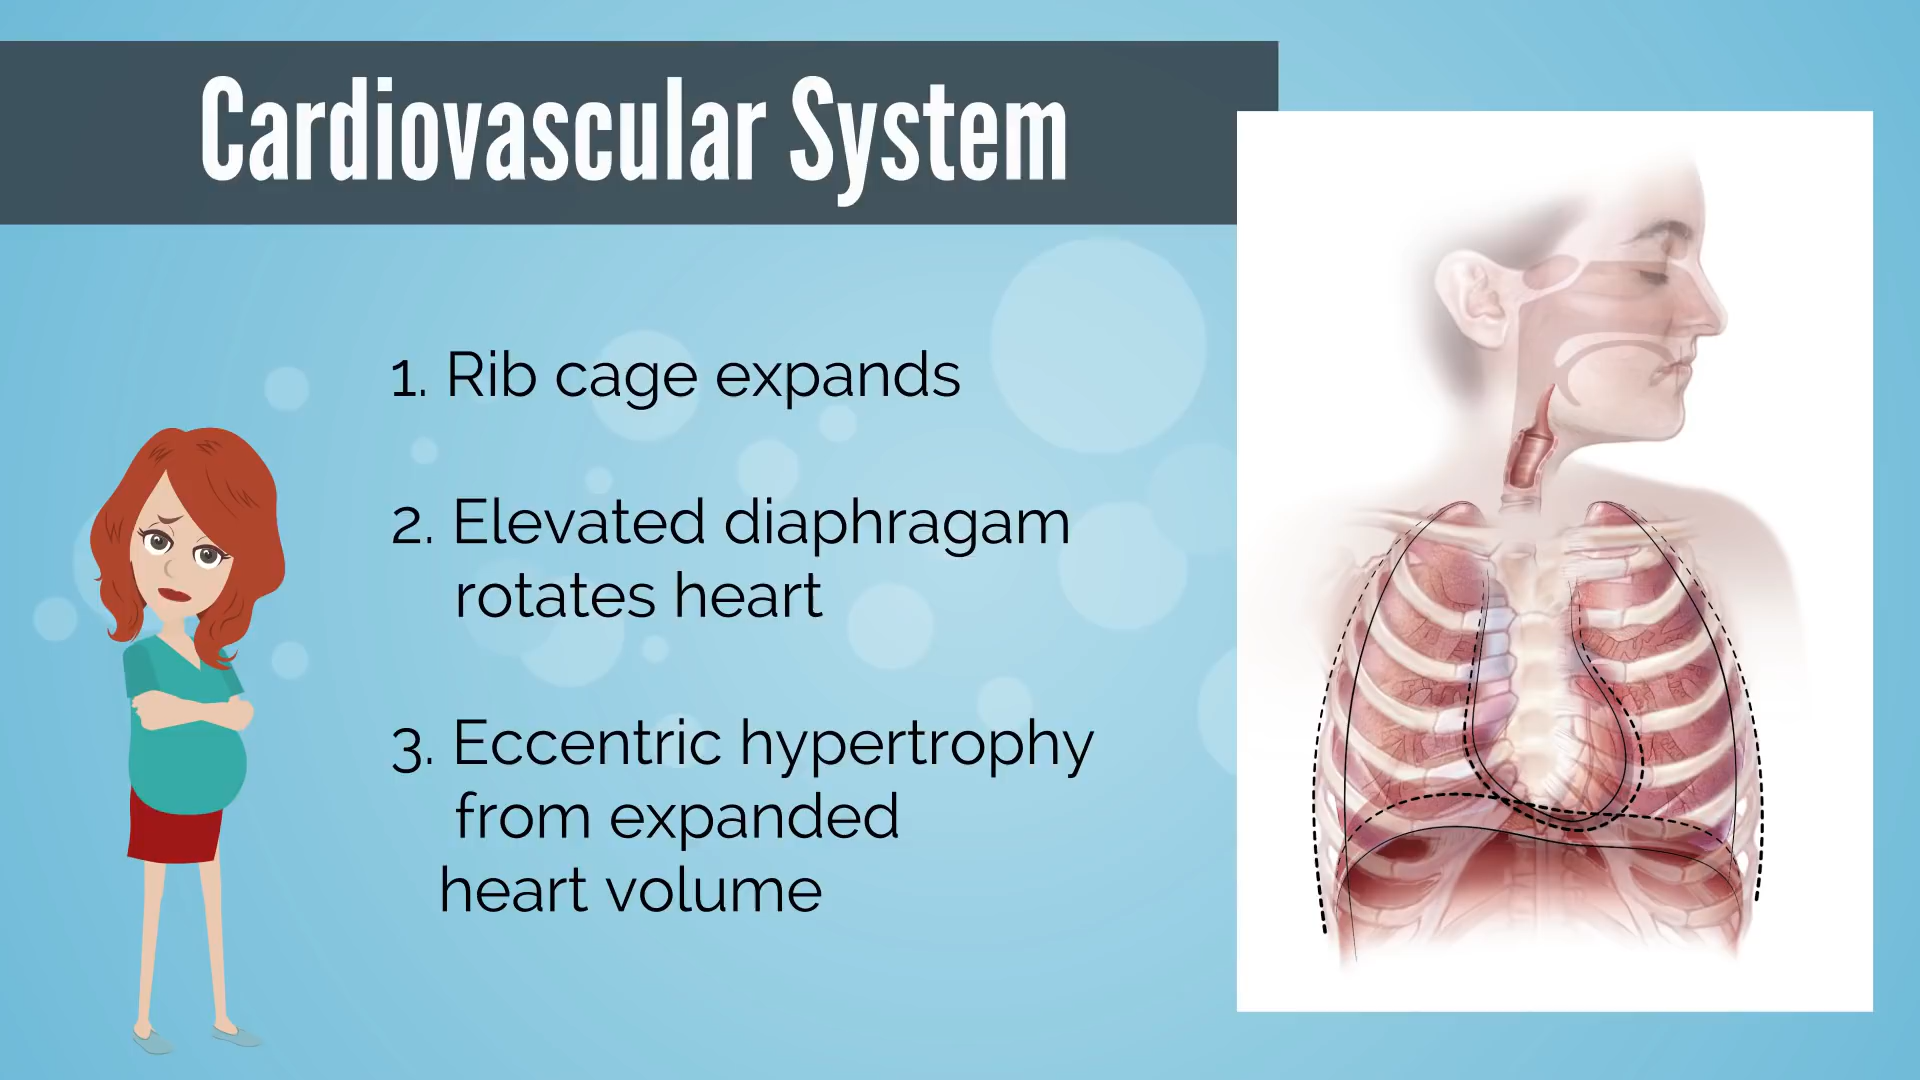 Cardiovascular System
1. Rib cage expands
2. Elevated diaphragam
rotates heart
3. Eccentric hypertrophy
from expanded
heart volume